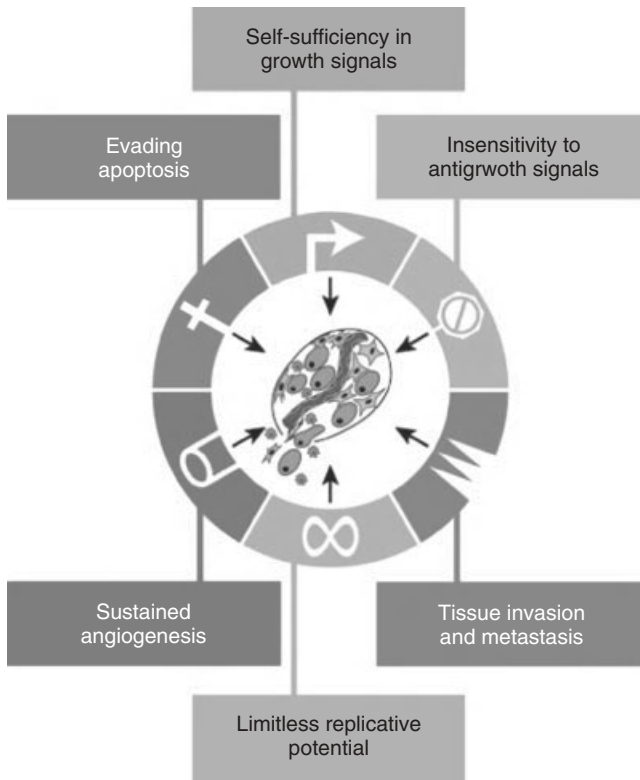 Self-sufficiency in
growth signals
Evading
apoptosis
Insensitivity to
antigrwoth signals
Sustained
angiogenesis
Tissue invasion
and metastasis
Limitless replicative
potential